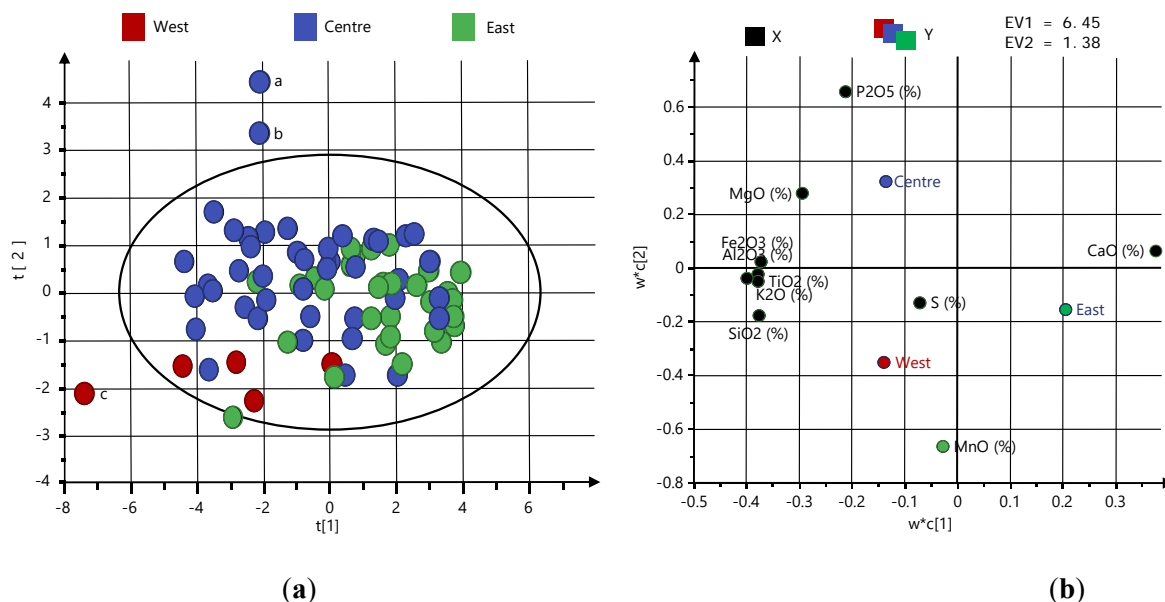 West Centre East
t[2]
4
3
2
1
0
-1
-2
-3
-4
a
b
c
-8 -6 -4 -2 0 2 4 6
t[1]
(a)
X Y
EV1 = 6.45
EV2 = 1.38
w*c[2]
0.6
0.4
0.2
0
-0.2
-0.4
-0.6
-0.8
P2O5 (%)
Centre
MgO (%)
Fe2O3 (%)
Al2O3 (%)
CaO (%)
TiO2 (%)
K2O (%)
S (%)
East
SiO2 (%)
West
MnO (%)
-0.5 -0.4 -0.3 -0.2 -0.1 0 0.1 0.2 0.3
w*c[1]
(b)